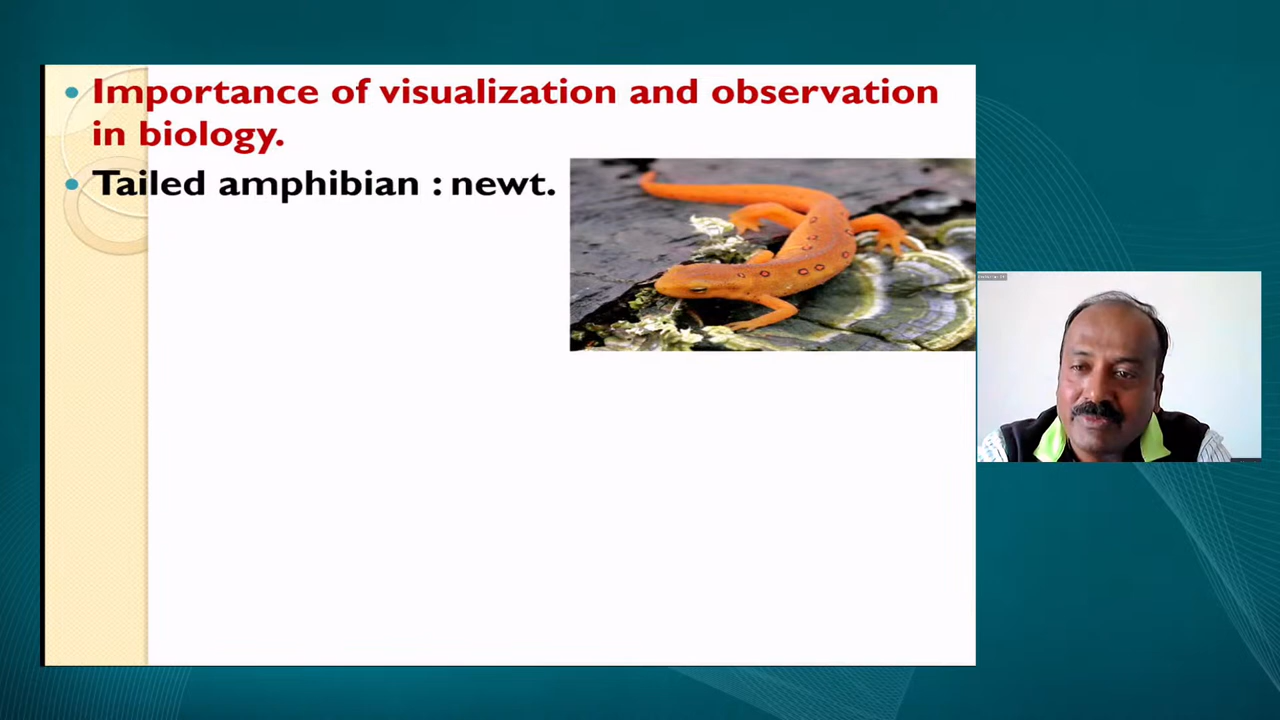 Importance of visualization and observation
in biology.
Tailed amphibian : newt.